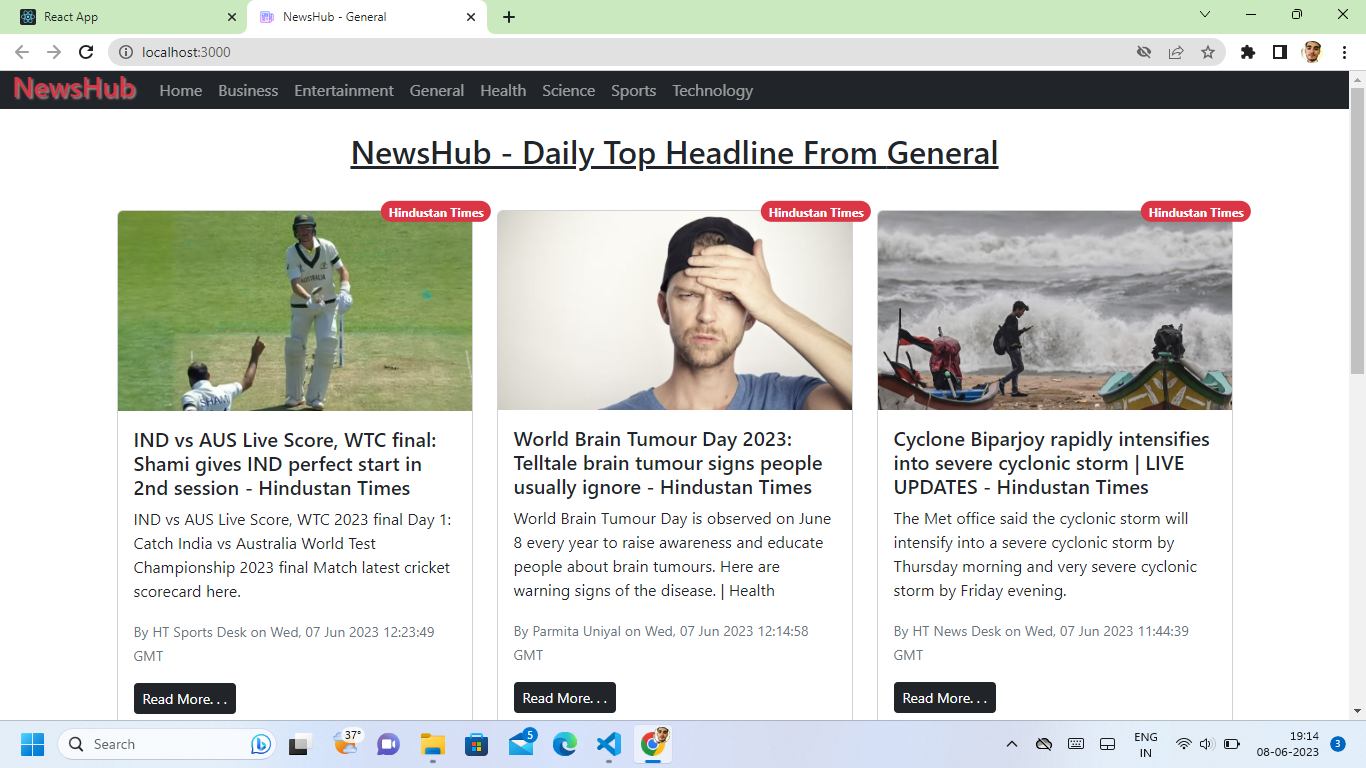 React App
NewsHub - General
localhost:3000
NewsHub Home Business Entertainment General Health Science Sports Technology
NewsHub - Daily Top Headline From General
Hindustan Times
AUSTRALIA
SHAMI
IND vs AUS Live Score, WTC final:
Shami gives IND perfect start in
2nd session - Hindustan Times
IND vs AUS Live Score, WTC 2023 final Day 1:
Catch India vs Australia World Test
Championship 2023 final Match latest cricket
scorecard here.
By HT Sports Desk on Wed, 07 Jun 2023 12:23:49
GMT
Read More. . .
Hindustan Times
World Brain Tumour Day 2023:
Telltale brain tumour signs people
usually ignore - Hindustan Times
World Brain Tumour Day is observed on June
8 every year to raise awareness and educate
people about brain tumours. Here are
warning signs of the disease. | Health
By Parmita Uniyal on Wed, 07 Jun 2023 12:14:58
GMT
Read More. . .
Hindustan Times
Cyclone Biparjoy rapidly intensifies
into severe cyclonic storm | LIVE
UPDATES - Hindustan Times
The Met office said the cyclonic storm will
intensify into a severe cyclonic storm by
Thursday morning and very severe cyclonic
storm by Friday evening.
By HT News Desk on Wed, 07 Jun 2023 11:44:39
GMT
Read More. . .
Search
37°
5
ENG
IN
19:14
08-06-2023
3